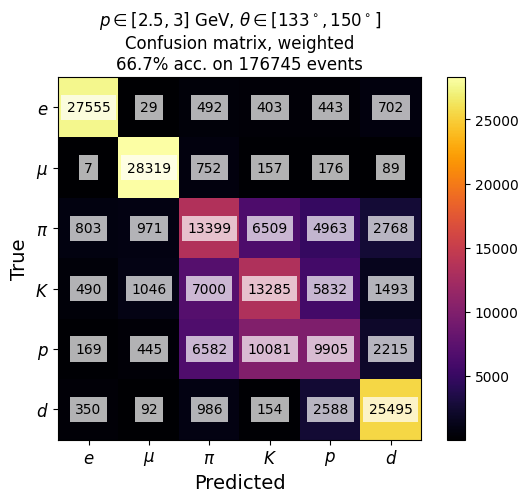 p ∈ [2.5, 3] GeV, θ ∈ [133°, 150°]
Confusion matrix, weighted
66.7% acc. on 176745 events
e 27555 29 492 403 443 702
μ 7 28319 752 157 176 89
π 803 971 13399 6509 4963 2768
K 490 1046 7000 13285 5832 1493
p 169 445 6582 10081 9905 2215
d 350 92 986 154 2588 25495
e μ π K p d
True
Predicted
25000
20000
15000
10000
5000